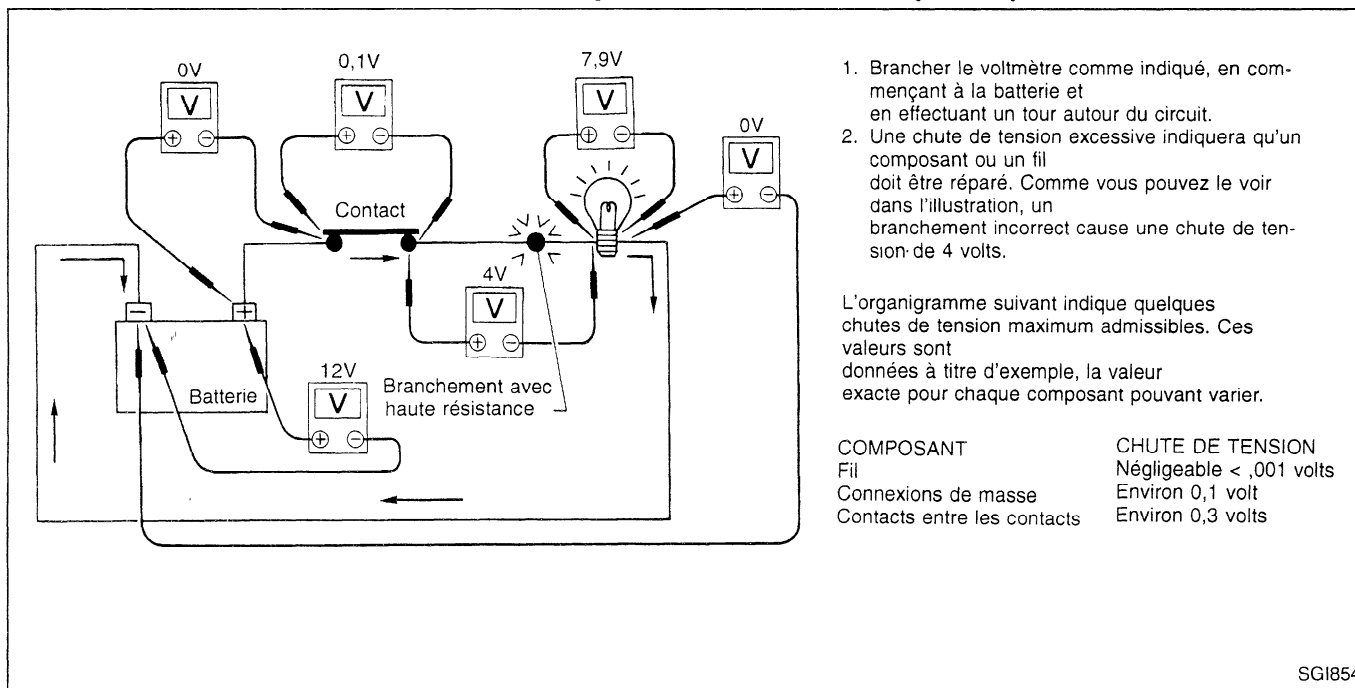 0V
0,1V
7,9V
0V
V
V
V
V
+ −
+ −
+ −
+ −
Contact
4V
V
+ −
− +
Batterie
12V
V
+ −
Branchement avec
haute résistance
1. Brancher le voltmètre comme indiqué, en com-
mençant à la batterie et
en effectuant un tour autour du circuit.
2. Une chute de tension excessive indiquera qu'un
composant ou un fil
doit être réparé. Comme vous pouvez le voir
dans l'illustration, un
branchement incorrect cause une chute de ten-
sion de 4 volts.
L'organigramme suivant indique quelques
chutes de tension maximum admissibles. Ces
valeurs sont
données à titre d'exemple, la valeur
exacte pour chaque composant pouvant varier.
COMPOSANT CHUTE DE TENSION
Fil Négligeable < ,001 volts
Connexions de masse Environ 0,1 volt
Contacts entre les contacts Environ 0,3 volts
SGI854